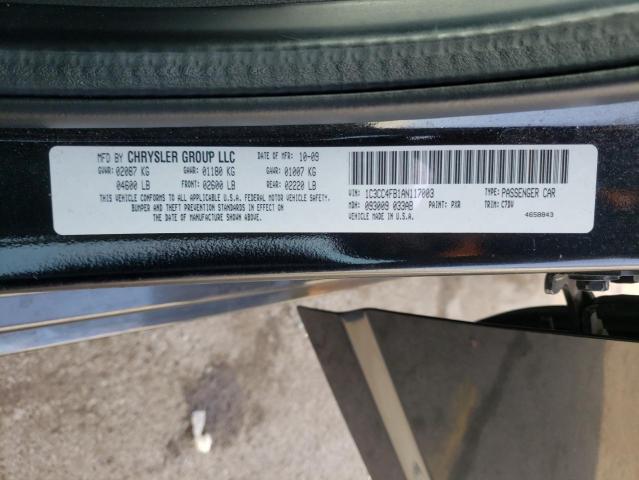 MFD BY CHRYSLER GROUP LLC DATE OF MFR: 10-09
GVWR: 02087 KG GAWR 01180 KG GAWR 01007 KG
04600 LB FRONT: 02600 LB REAR: 02220 LB
THIS VEHICLE CONFORMS TO ALL APPLICABLE U.S.A. FEDERAL MOTOR VEHICLE SAFETY,
BUMPER AND THEFT PREVENTION STANDARDS IN EFFECT ON
THE DATE OF MANUFACTURE SHOWN ABOVE.
VIN: 1C3CC4FB1AN117003 TYPE: PASSENGER CAR
MDH: 093009 033AB PAINT: PXR TRIM: C7DV
MADE IN U.S.A. 4658843